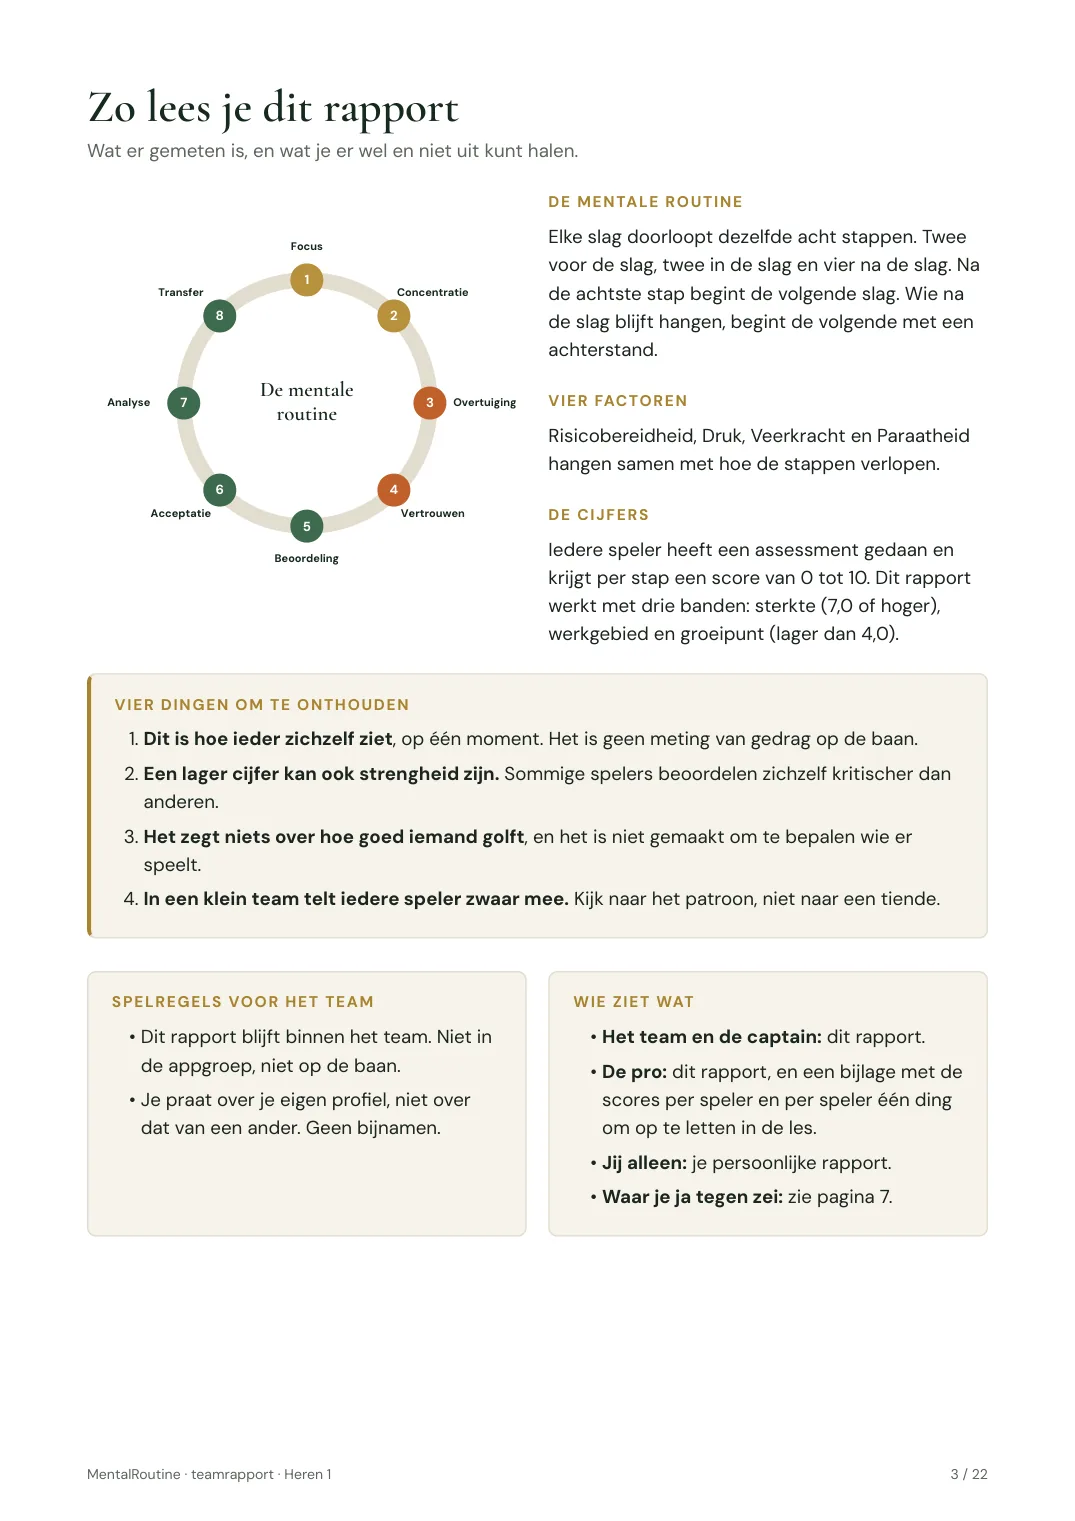 Zo lees je dit rapport
Wat er gemeten is, en wat je er wel en niet uit kunt halen.
Focus
1
Concentratie
2
Overtuiging
3
Vertrouwen
4
Beoordeling
5
Acceptatie
6
Analyse
7
Transfer
8
De mentale
routine
DE MENTALE ROUTINE
Elke slag doorloopt dezelfde acht stappen. Twee
voor de slag, twee in de slag en vier na de slag. Na
de achtste stap begint de volgende slag. Wie na
de slag blijft hangen, begint de volgende met een
achterstand.
VIER FACTOREN
Risicobereidheid, Druk, Veerkracht en Paraatheid
hangen samen met hoe de stappen verlopen.
DE CIJFERS
Iedere speler heeft een assessment gedaan en
krijgt per stap een score van 0 tot 10. Dit rapport
werkt met drie banden: sterkte (7,0 of hoger),
werkgebied en groeipunt (lager dan 4,0).
VIER DINGEN OM TE ONTHOUDEN
1. Dit is hoe ieder zichzelf ziet, op één moment. Het is geen meting van gedrag op de baan.
2. Een lager cijfer kan ook strengheid zijn. Sommige spelers beoordelen zichzelf kritischer dan
anderen.
3. Het zegt niets over hoe goed iemand golft, en het is niet gemaakt om te bepalen wie er
speelt.
4. In een klein team telt iedere speler zwaar mee. Kijk naar het patroon, niet naar een tiende.
SPELREGELS VOOR HET TEAM
• Dit rapport blijft binnen het team. Niet in
de appgroep, niet op de baan.
• Je praat over je eigen profiel, niet over
dat van een ander. Geen bijnamen.
WIE ZIET WAT
• Het team en de captain: dit rapport.
• De pro: dit rapport, en een bijlage met de
scores per speler en per speler één ding
om op te letten in de les.
• Jij alleen: je persoonlijke rapport.
• Waar je ja tegen zei: zie pagina 7.
MentalRoutine · teamrapport · Heren 1
3 / 22